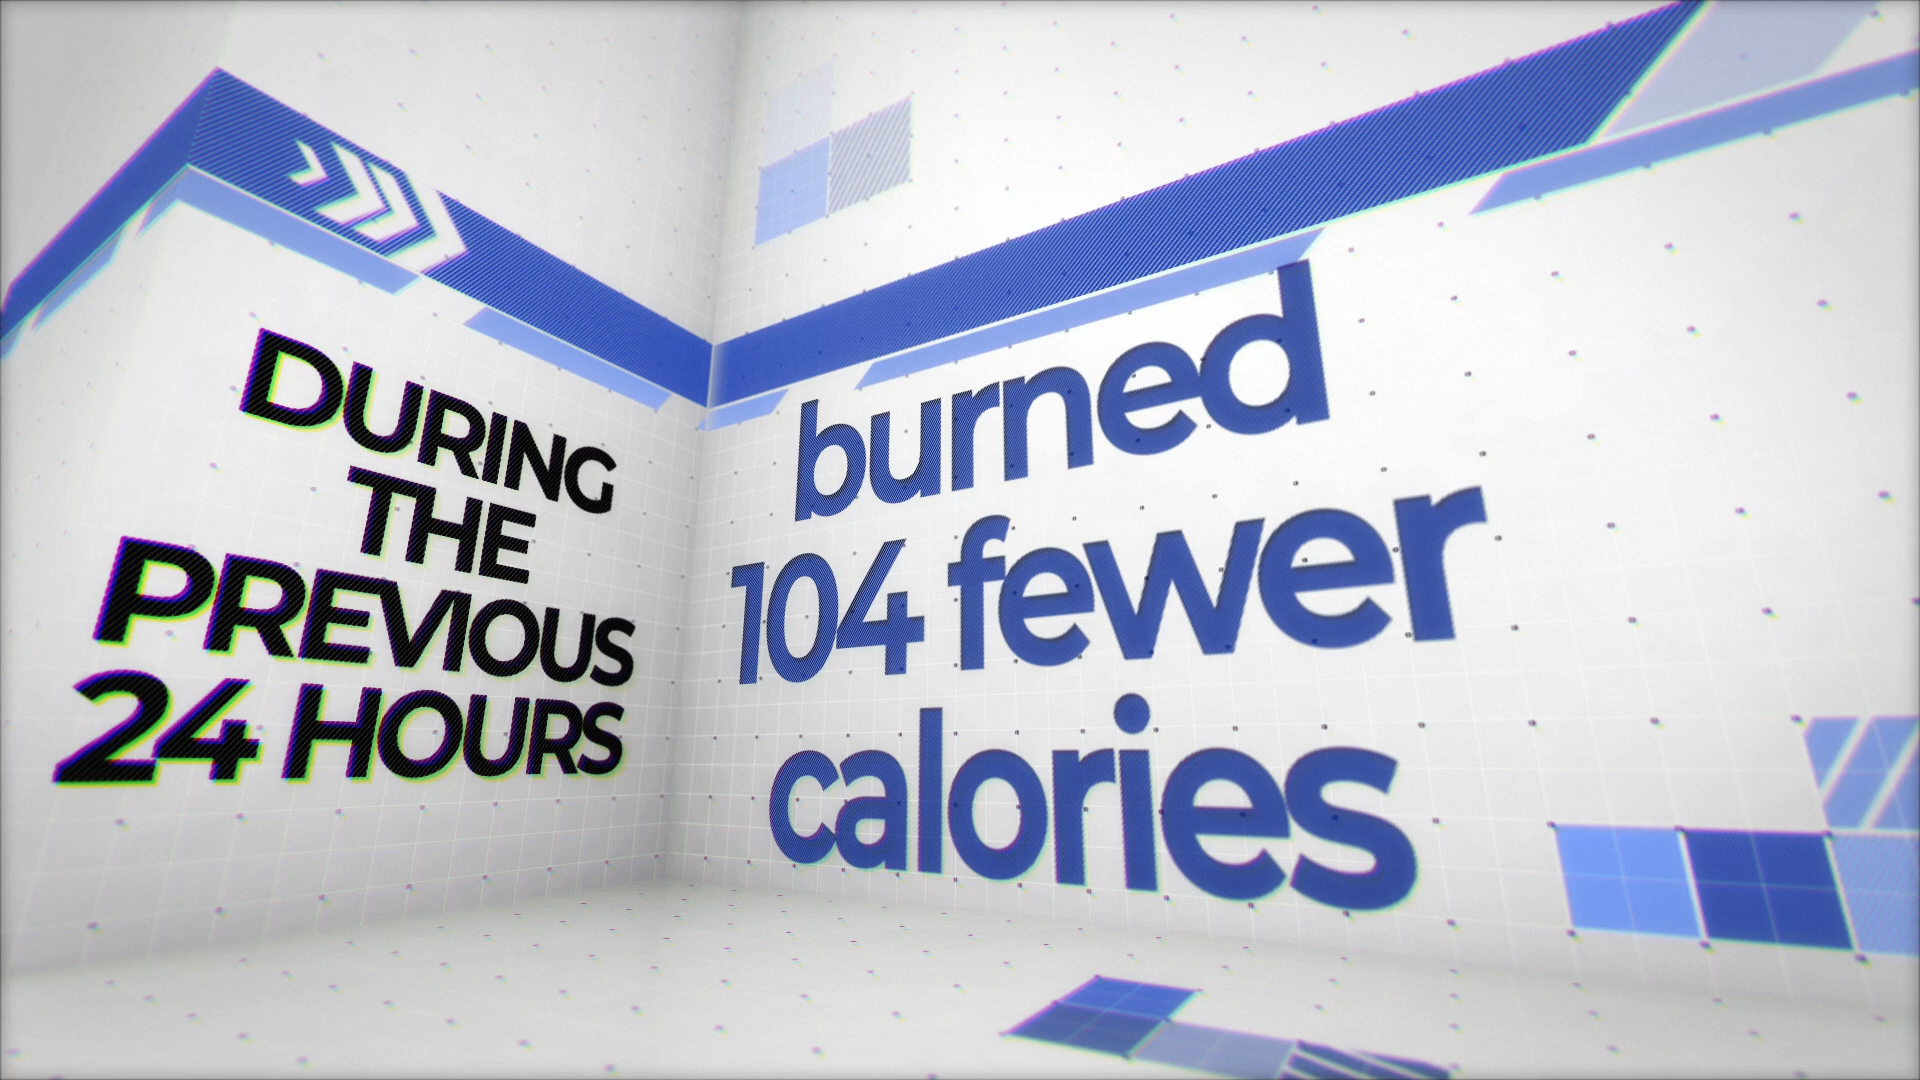 DURING
THE
PREVIOUS
24 HOURS
burned
104 fewer
calories